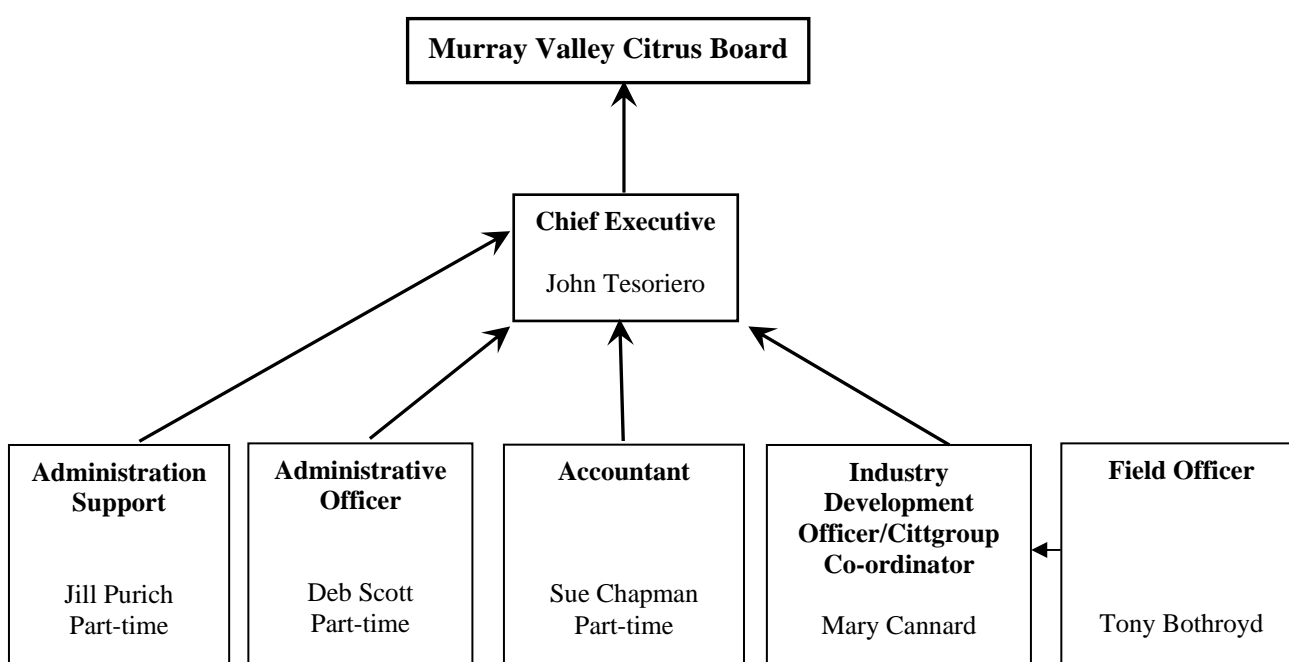 Murray Valley Citrus Board
Chief Executive
John Tesoriero
Administration
Support
Jill Purich
Part-time
Administrative
Officer
Deb Scott
Part-time
Accountant
Sue Chapman
Part-time
Industry
Development
Officer/Cittgroup
Co-ordinator
Mary Cannard
Field Officer
Tony Bothroyd